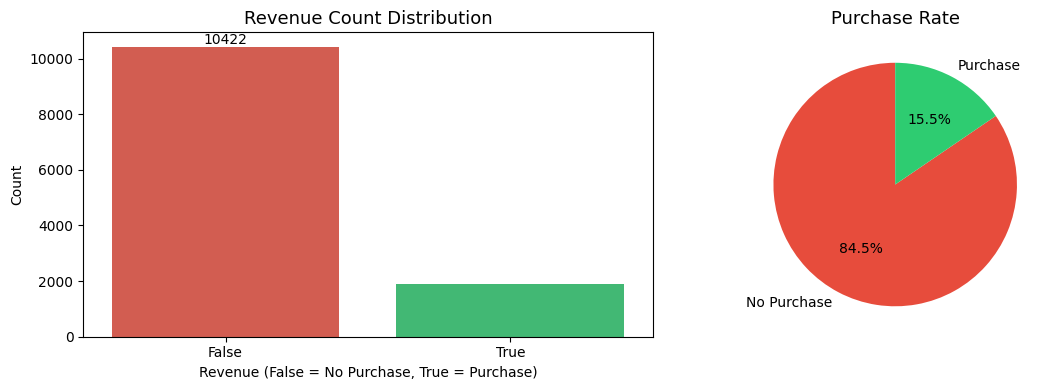 Revenue Count Distribution
10422
10000
8000
6000
4000
2000
0
Count
False
True
Revenue (False = No Purchase, True = Purchase)
Purchase Rate
Purchase
15.5%
84.5%
No Purchase